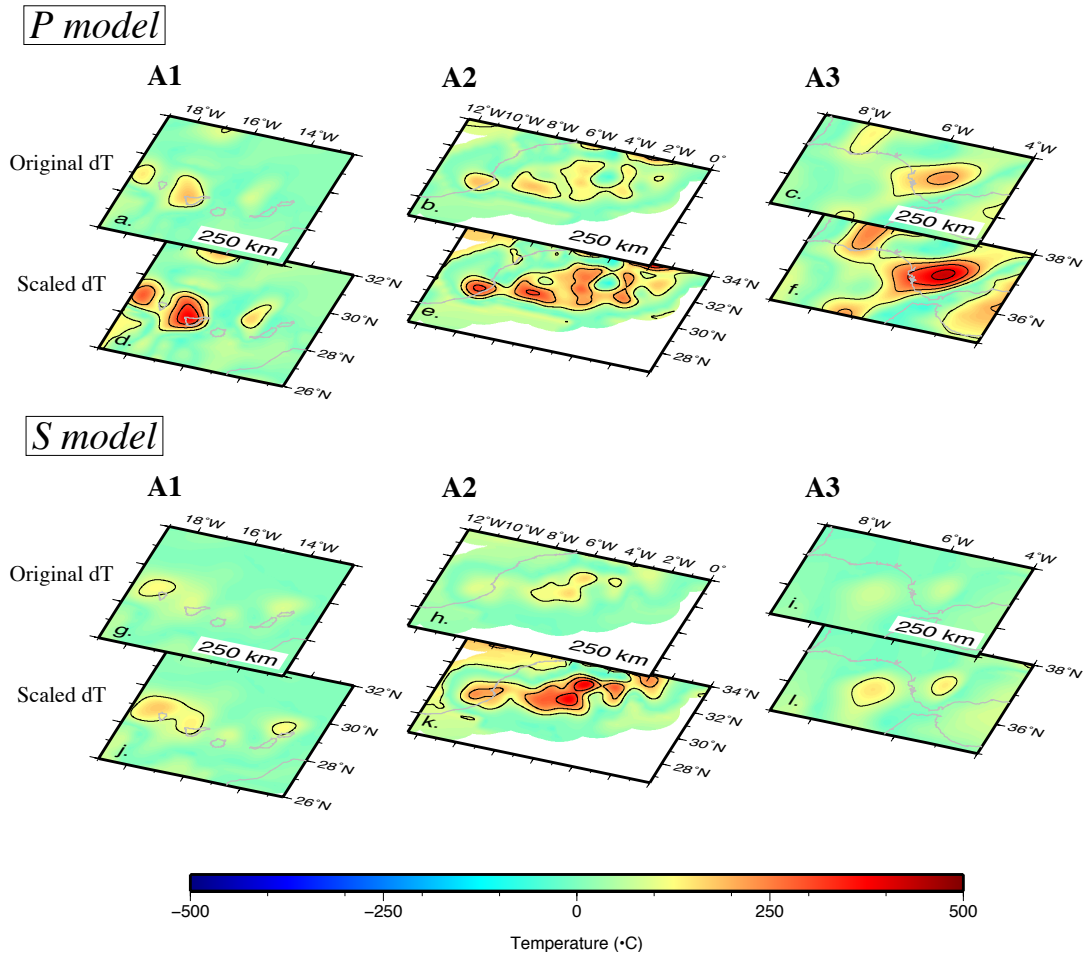 P model
A1 A2 A3
18°W 16°W 14°W
12°W 10°W 8°W 6°W 4°W 2°W 0°
8°W 6°W 4°W
Original dT
a. 250 km
b. 250 km
c. 250 km
Scaled dT
d.
32°N
30°N
28°N
26°N
e.
34°N
32°N
30°N
28°N
f.
38°N
36°N
S model
A1 A2 A3
18°W 16°W 14°W
12°W 10°W 8°W 6°W 4°W 2°W 0°
8°W 6°W 4°W
Original dT
g. 250 km
h. 250 km
i. 250 km
Scaled dT
j.
32°N
30°N
28°N
26°N
k.
34°N
32°N
30°N
28°N
l.
38°N
36°N
−500 −250 0 250 500
Temperature (•C)